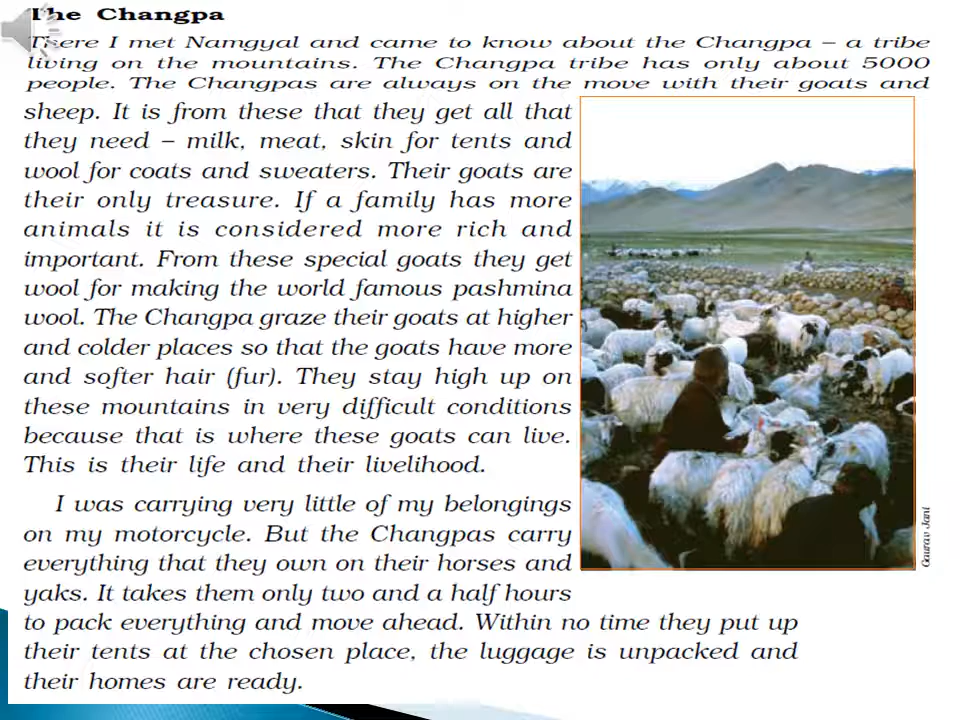 The Changpa
There I met Namgyal and came to know about the Changpa – a tribe
living on the mountains. The Changpa tribe has only about 5000
people. The Changpas are always on the move with their goats and
sheep. It is from these that they get all that
they need – milk, meat, skin for tents and
wool for coats and sweaters. Their goats are
their only treasure. If a family has more
animals it is considered more rich and
important. From these special goats they get
wool for making the world famous pashmina
wool. The Changpa graze their goats at higher
and colder places so that the goats have more
and softer hair (fur). They stay high up on
these mountains in very difficult conditions
because that is where these goats can live.
This is their life and their livelihood.
I was carrying very little of my belongings
on my motorcycle. But the Changpas carry
everything that they own on their horses and
yaks. It takes them only two and a half hours
to pack everything and move ahead. Within no time they put up
their tents at the chosen place, the luggage is unpacked and
their homes are ready.
Gaurav Jani